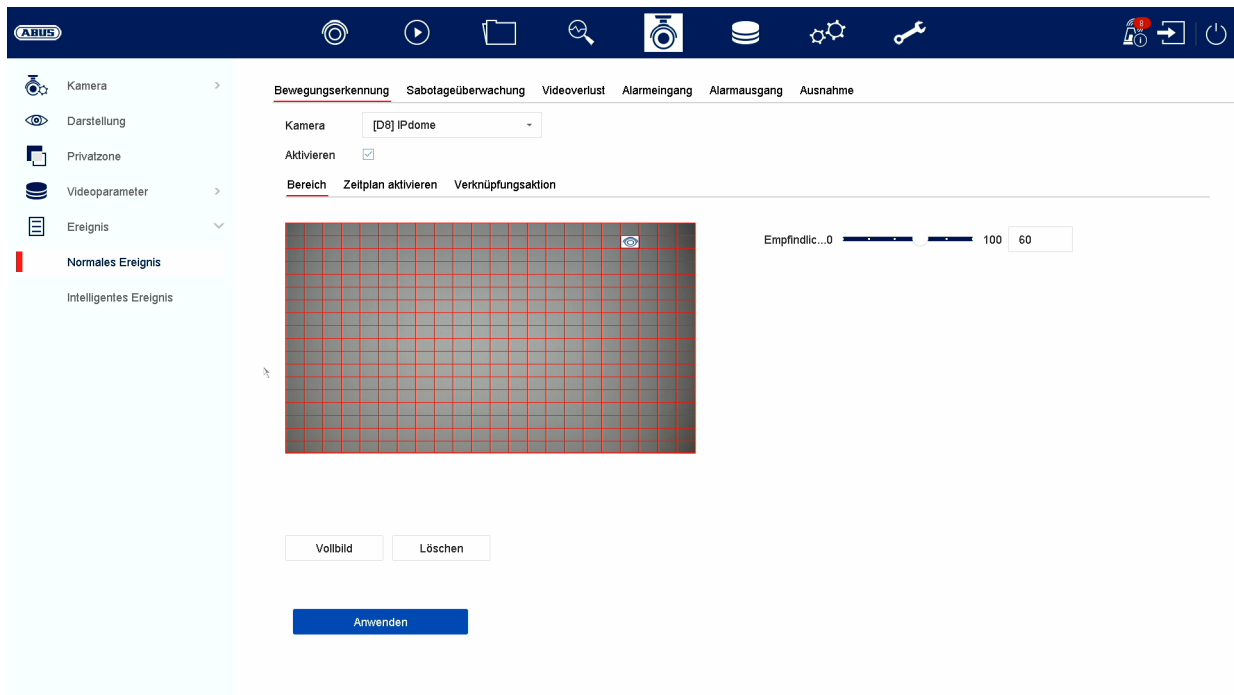 ABUS
8
Kamera
Darstellung
Privatzone
Videoparameter
Ereignis
Normales Ereignis
Intelligentes Ereignis
Bewegungserkennung Sabotageüberwachung Videoverlust Alarmeingang Alarmausgang Ausnahme
Kamera [D8] IPdome
Aktivieren
Bereich Zeitplan aktivieren Verknüpfungsaktion
Empfindlic...0 100 60
Vollbild Löschen
Anwenden